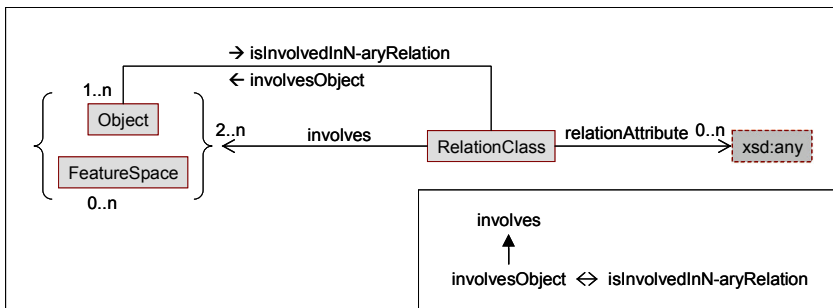 → isInvolvedInN-aryRelation
← involvesObject
1..n
Object
2..n
involves
RelationClass
relationAttribute
0..n
xsd:any
FeatureSpace
0..n
involves
involvesObject ↔ isInvolvedInN-aryRelation